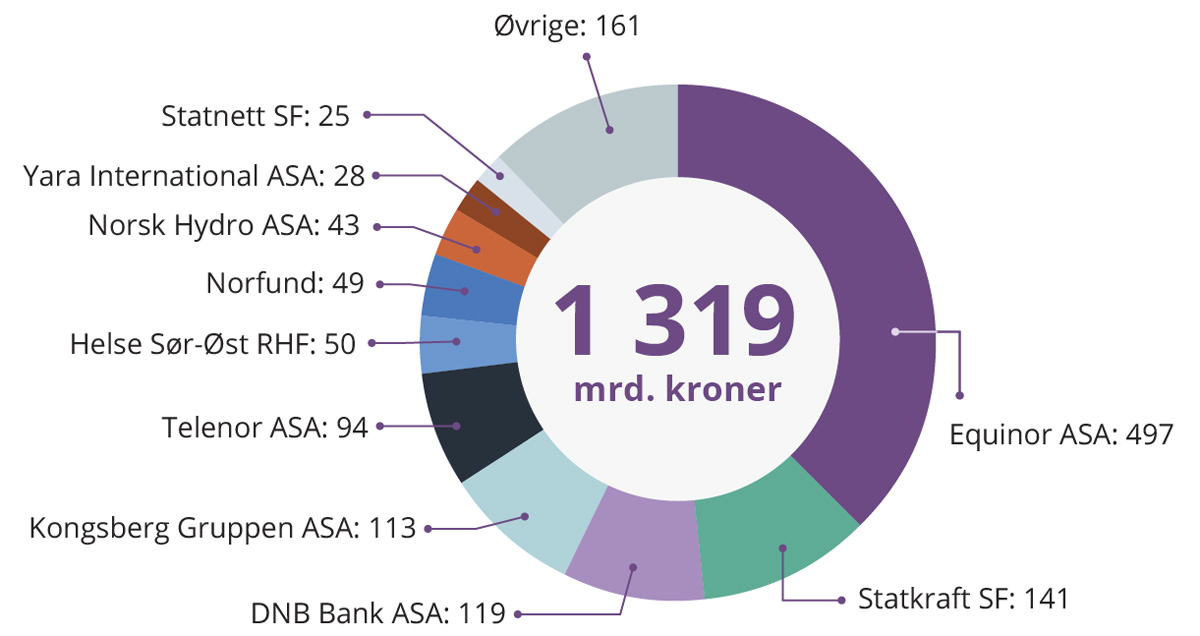 Øvrige: 161
Statnett SF: 25
Yara International ASA: 28
Norsk Hydro ASA: 43
Norfund: 49
Helse Sør-Øst RHF: 50
Telenor ASA: 94
Kongsberg Gruppen ASA: 113
DNB Bank ASA: 119
1 319
mrd. kroner
Equinor ASA: 497
Statkraft SF: 141